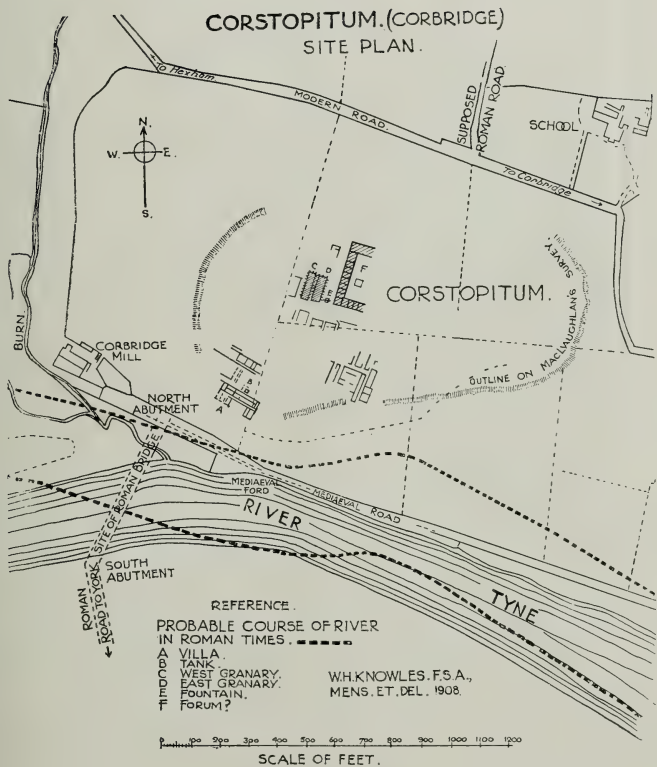 CORSTOPITUM. (CORBRIDGE)
SITE PLAN.
To Hexham
MODERN ROAD.
SUPPOSED
ROMAN ROAD.
SCHOOL
To Corbridge
N.
W. E.
S.
C
D
E
F
CORSTOPITUM.
OUTLINE ON MACLAUGHLAN'S SURVEY
BURN.
CORBRIDGE
MILL
NORTH
ABUTMENT
B
A
SITE OF ROMAN BRIDGE
MEDIAEVAL
FORD
MEDIAEVAL ROAD
RIVER
TYNE
SOUTH
ABUTMENT
ROMAN
ROAD TO YORK
REFERENCE.
PROBABLE COURSE OF RIVER
IN ROMAN TIMES.
A VILLA.
B TANK.
C WEST GRANARY.
D EAST GRANARY.
E FOUNTAIN.
F FORUM?
W.H.KNOWLES.F.S.A.,
MENS.ET.DEL. 1908.
0 100 200 300 400 500 600 700 800 900 1000 1100 1200
SCALE OF FEET.